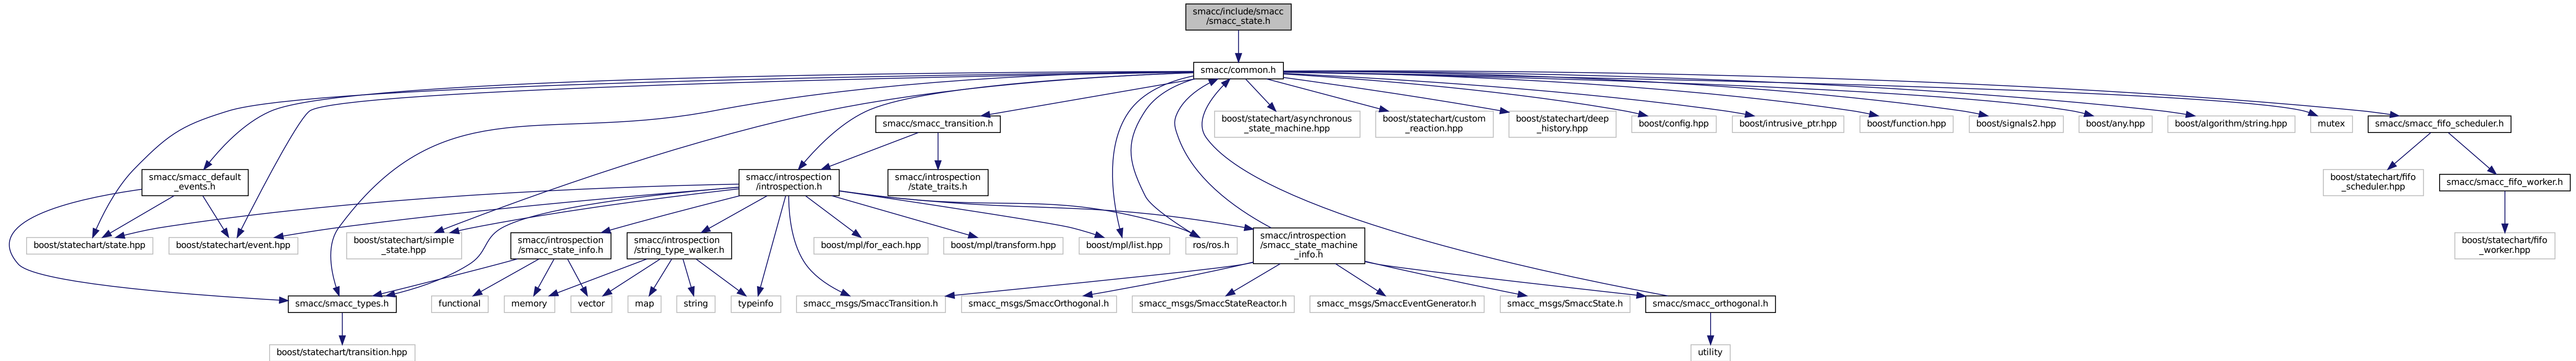 smacc/include/smacc
/smacc_state.h
smacc/common.h
boost/statechart/asynchronous
_state_machine.hpp
boost/statechart/custom
_reaction.hpp
boost/statechart/deep
_history.hpp
boost/config.hpp
boost/intrusive_ptr.hpp
boost/function.hpp
boost/signals2.hpp
boost/any.hpp
boost/algorithm/string.hpp
mutex
smacc/smacc_fifo_scheduler.h
smacc/smacc_transition.h
smacc/smacc_default
_events.h
smacc/introspection
/introspection.h
smacc/introspection
/state_traits.h
boost/statechart/fifo
_scheduler.hpp
smacc/smacc_fifo_worker.h
boost/statechart/state.hpp
boost/statechart/event.hpp
boost/statechart/simple
_state.hpp
smacc/introspection
/smacc_state_info.h
smacc/introspection
/string_type_walker.h
boost/mpl/for_each.hpp
boost/mpl/transform.hpp
boost/mpl/list.hpp
ros/ros.h
smacc/introspection
/smacc_state_machine
_info.h
boost/statechart/fifo
_worker.hpp
smacc/smacc_types.h
functional
memory
vector
map
string
typeinfo
smacc_msgs/SmaccTransition.h
smacc_msgs/SmaccOrthogonal.h
smacc_msgs/SmaccStateReactor.h
smacc_msgs/SmaccEventGenerator.h
smacc_msgs/SmaccState.h
smacc/smacc_orthogonal.h
boost/statechart/transition.hpp
utility